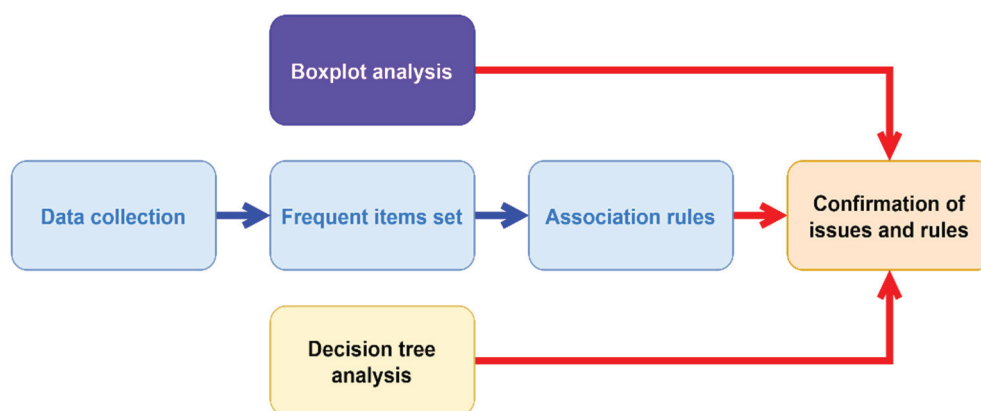 Boxplot analysis
Data collection
Frequent items set
Association rules
Confirmation of
issues and rules
Decision tree
analysis